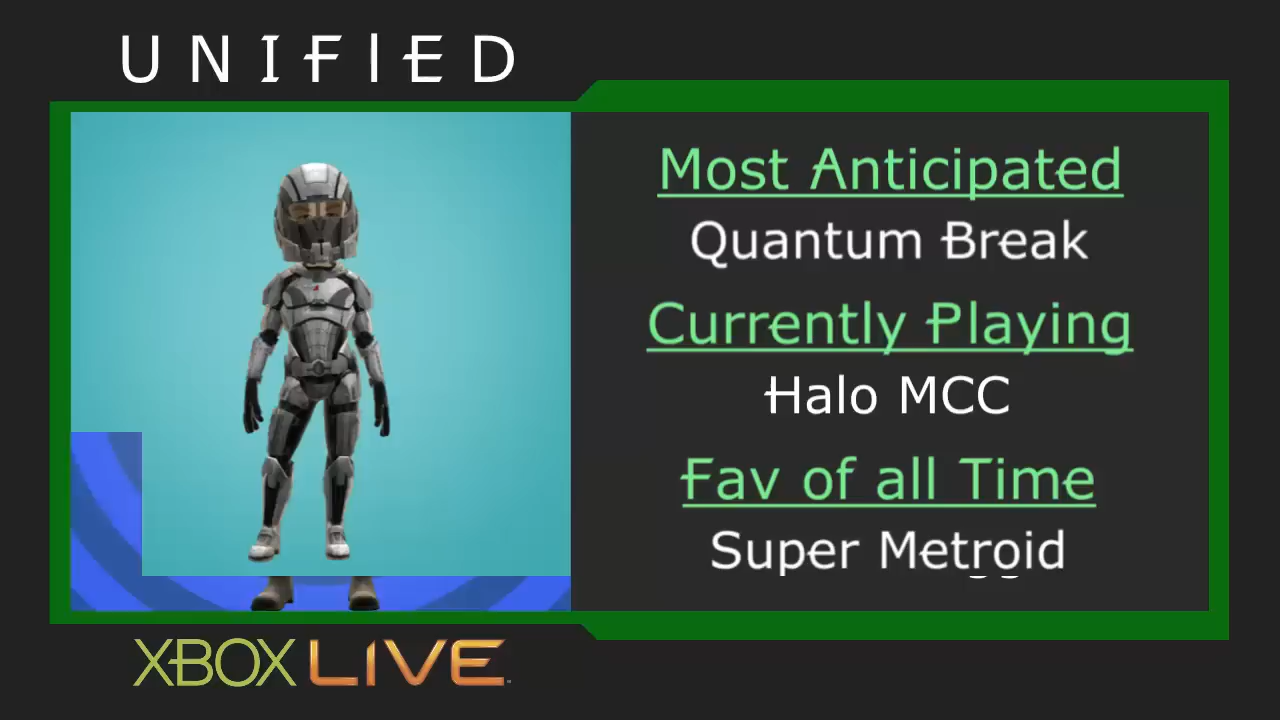 UNIFIED
Most Anticipated
Quantum Break
Currently Playing
Halo MCC
Fav of all Time
Super Metroid
XBOX LIVE